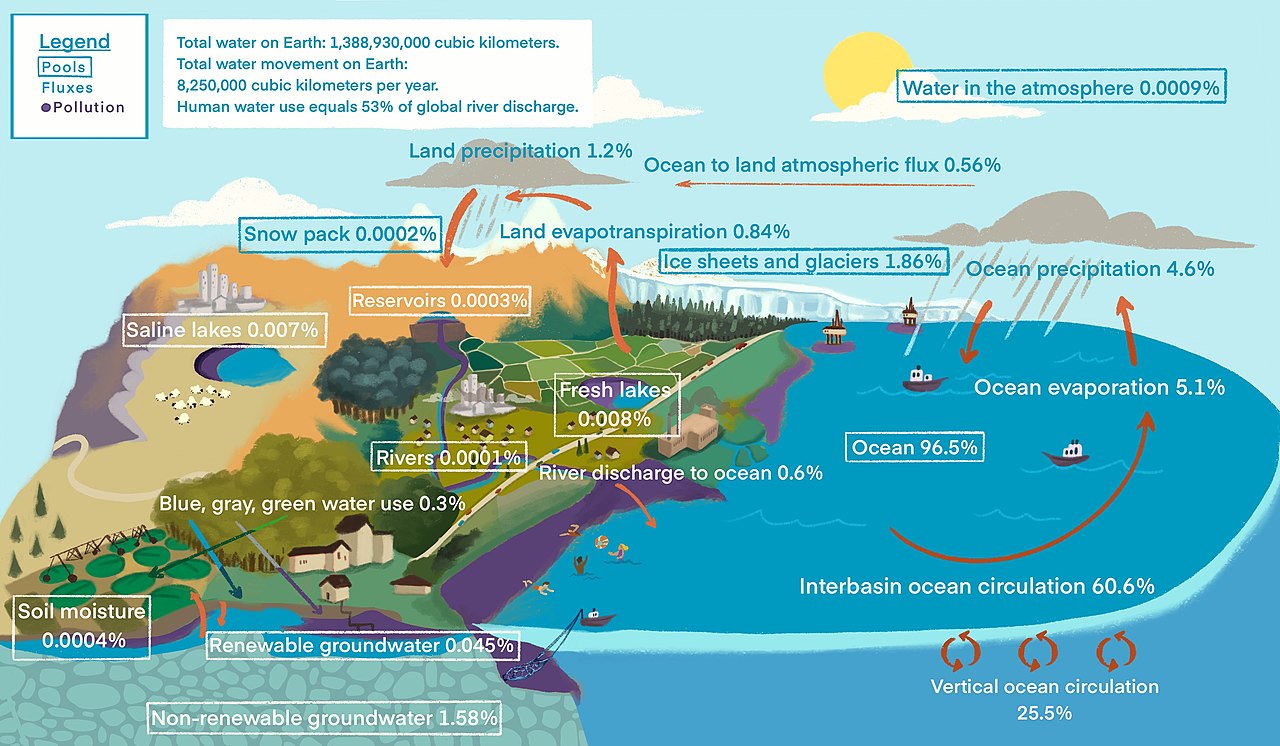 Legend
Pools
Fluxes
Pollution
Total water on Earth: 1,388,930,000 cubic kilometers.
Total water movement on Earth:
8,250,000 cubic kilometers per year.
Human water use equals 53% of global river discharge.
Water in the atmosphere 0.0009%
Land precipitation 1.2%
Ocean to land atmospheric flux 0.56%
Snow pack 0.0002%
Land evapotranspiration 0.84%
Ice sheets and glaciers 1.86%
Ocean precipitation 4.6%
Reservoirs 0.0003%
Saline lakes 0.007%
Fresh lakes
0.008%
Ocean evaporation 5.1%
Ocean 96.5%
Rivers 0.0001%
River discharge to ocean 0.6%
Blue, gray, green water use 0.3%
Interbasin ocean circulation 60.6%
Soil moisture
0.0004%
Renewable groundwater 0.045%
Vertical ocean circulation
25.5%
Non-renewable groundwater 1.58%